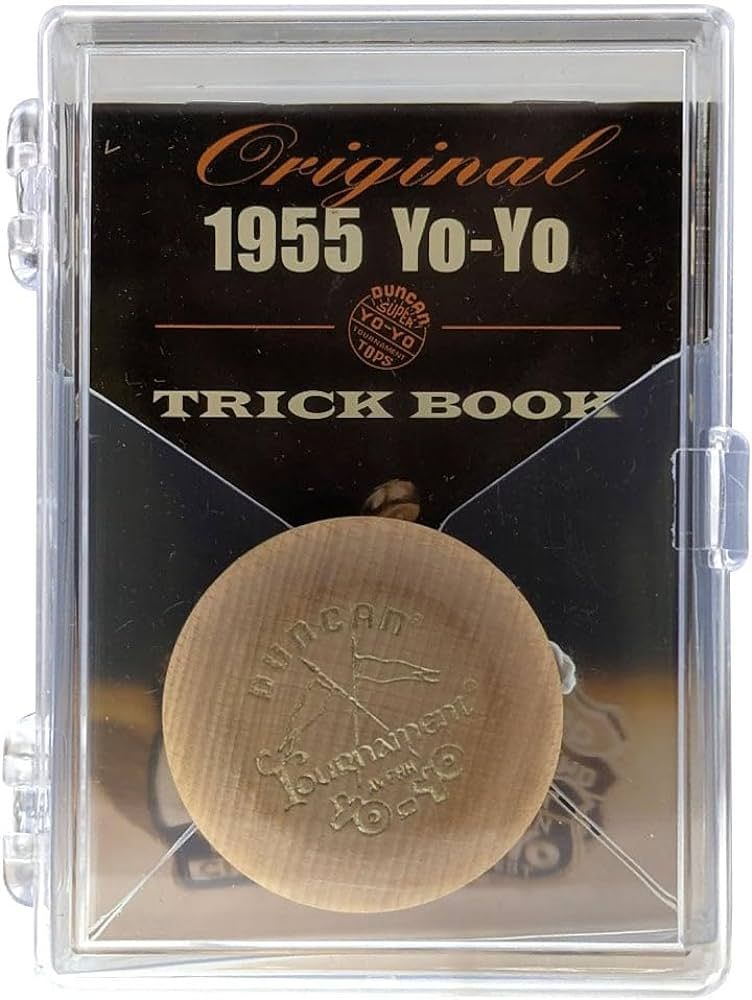 Original
1955 Yo-Yo
DUNCAN
SUPER
YO-YO
TOURNAMENT
TOPS
TRICK BOOK
DUNCAN®
Tournament®
YO-YO